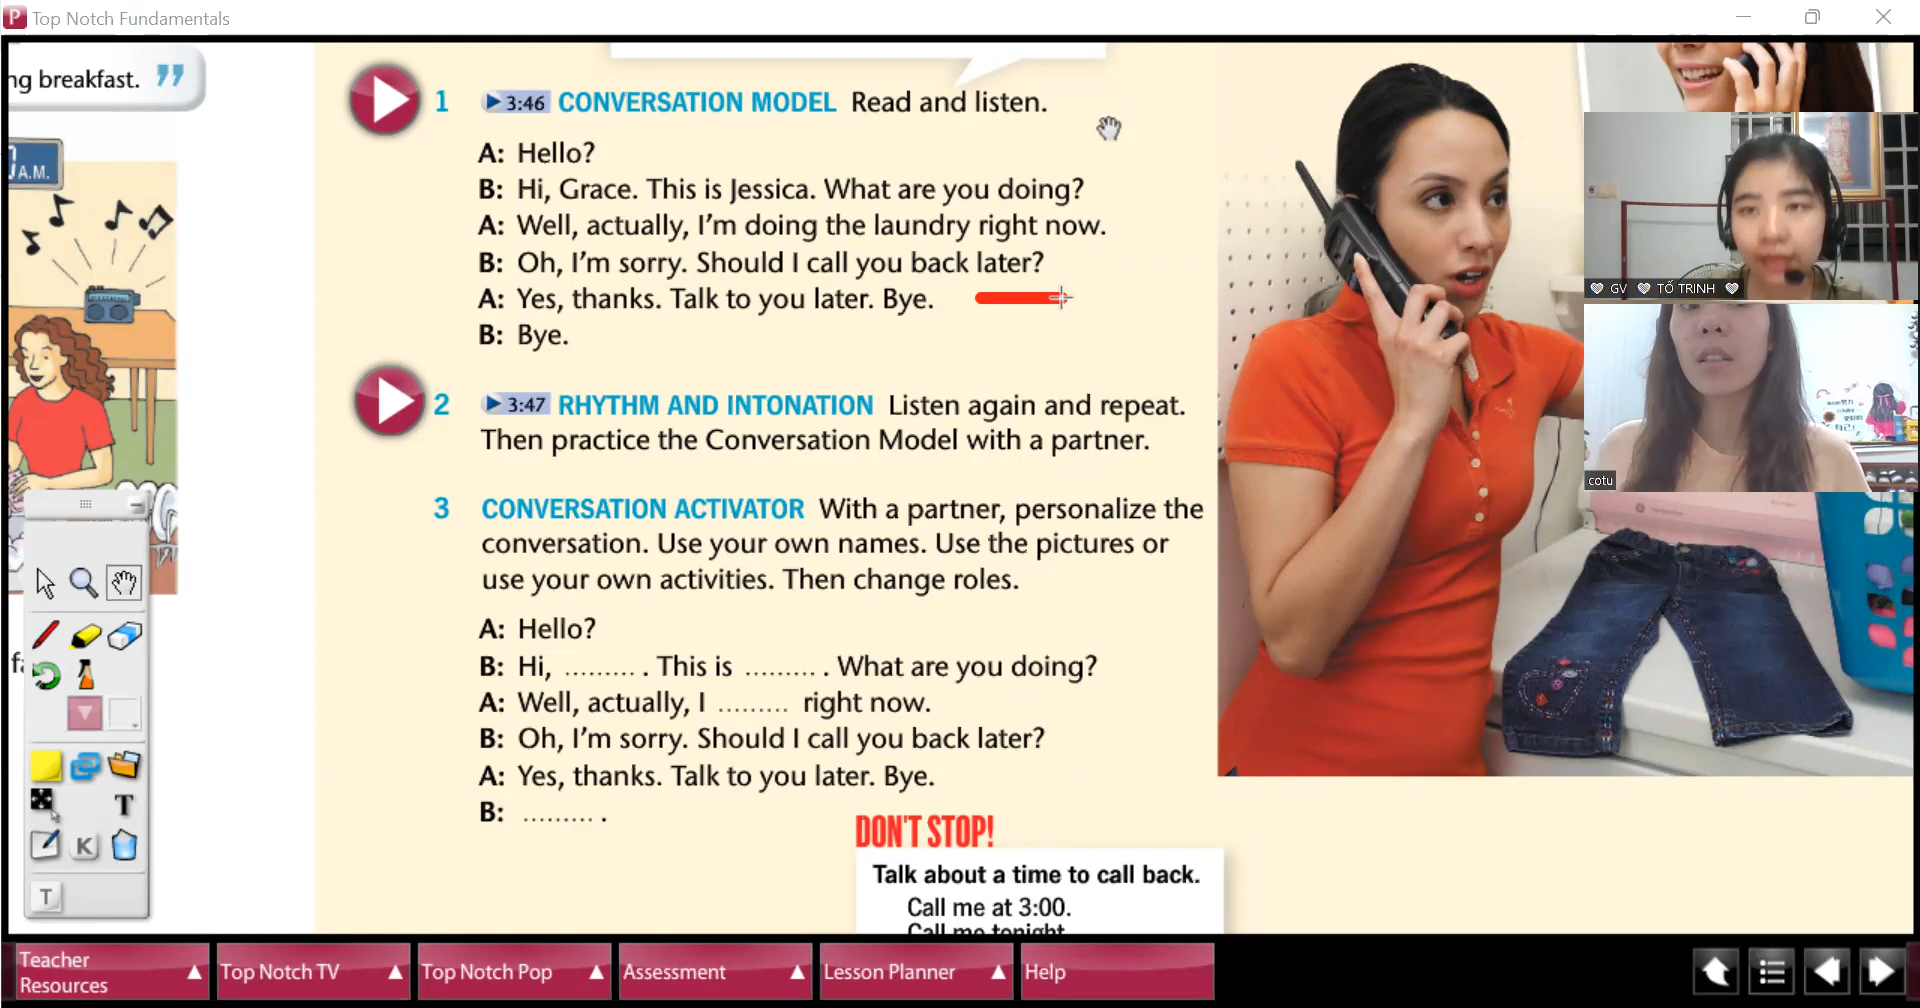 Top Notch Fundamentals
ng breakfast. ”
A.M.
1 3:46 CONVERSATION MODEL Read and listen.
A: Hello?
B: Hi, Grace. This is Jessica. What are you doing?
A: Well, actually, I’m doing the laundry right now.
B: Oh, I’m sorry. Should I call you back later?
A: Yes, thanks. Talk to you later. Bye.
B: Bye.
2 3:47 RHYTHM AND INTONATION Listen again and repeat.
Then practice the Conversation Model with a partner.
3 CONVERSATION ACTIVATOR With a partner, personalize the
conversation. Use your own names. Use the pictures or
use your own activities. Then change roles.
A: Hello?
B: Hi, ......... . This is ......... . What are you doing?
A: Well, actually, I ......... right now.
B: Oh, I’m sorry. Should I call you back later?
A: Yes, thanks. Talk to you later. Bye.
B: ......... .
DON'T STOP!
Talk about a time to call back.
Call me at 3:00.
Call me tonight
GV TỐ TRINH
cotu
T
K
T
Teacher
Resources
Top Notch TV
Top Notch Pop
Assessment
Lesson Planner
Help